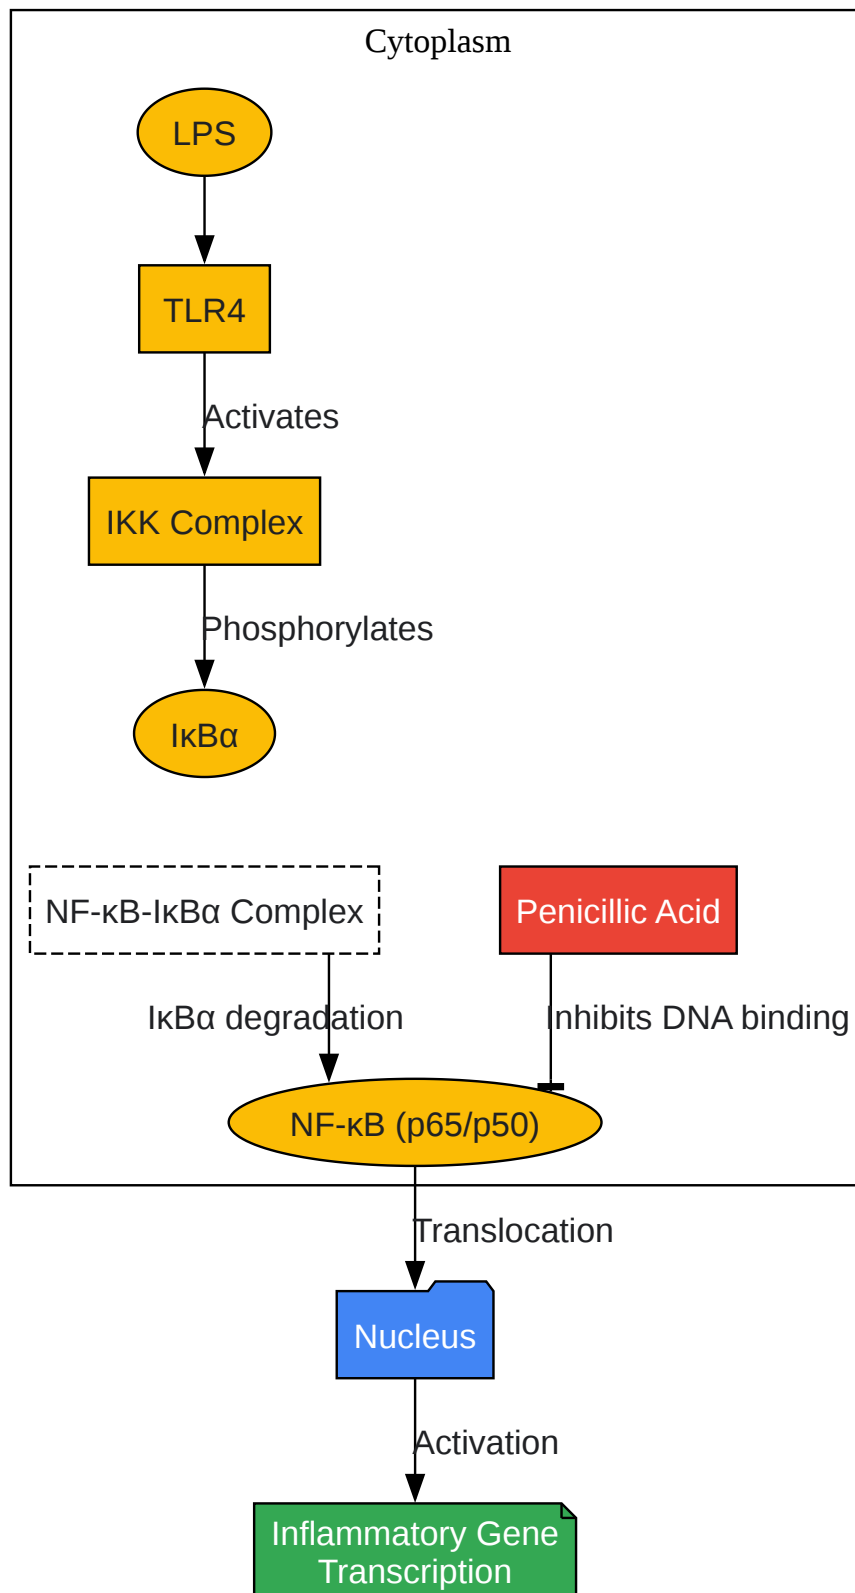 Cytoplasm
LPS
TLR4
Activates
IKK Complex
Phosphorylates
IκBα
NF-κB-IκBα Complex
Penicillic Acid
IκBα degradation
Inhibits DNA binding
NF-κB (p65/p50)
Translocation
Nucleus
Activation
Inflammatory Gene
Transcription